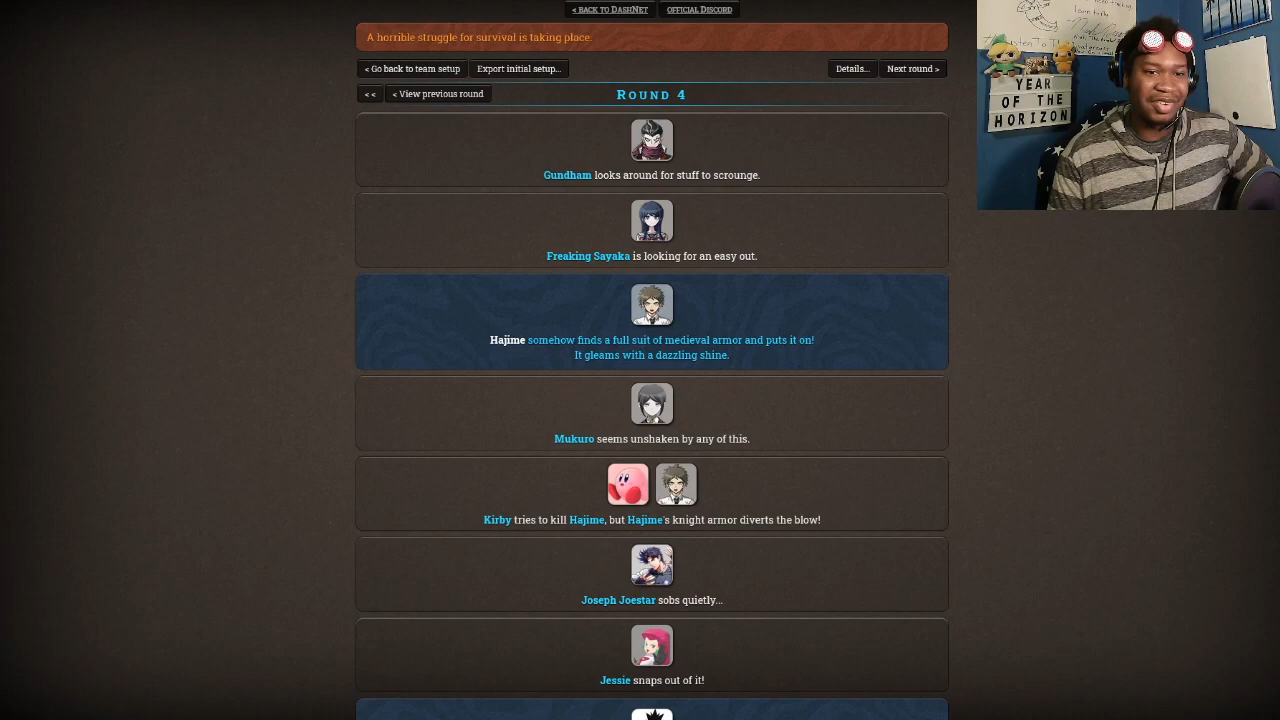 < BACK TO DASHNET
OFFICIAL DISCORD
A horrible struggle for survival is taking place.
< Go back to team setup
Export initial setup...
Details...
Next round >
< <
< View previous round
ROUND 4
Gundham looks around for stuff to scrounge.
Freaking Sayaka is looking for an easy out.
Hajime somehow finds a full suit of medieval armor and puts it on!
It gleams with a dazzling shine.
Mukuro seems unshaken by any of this.
Kirby tries to kill Hajime, but Hajime's knight armor diverts the blow!
Joseph Joestar sobs quietly...
Jessie snaps out of it!
learn to
YEAR
OF THE
HORIZON